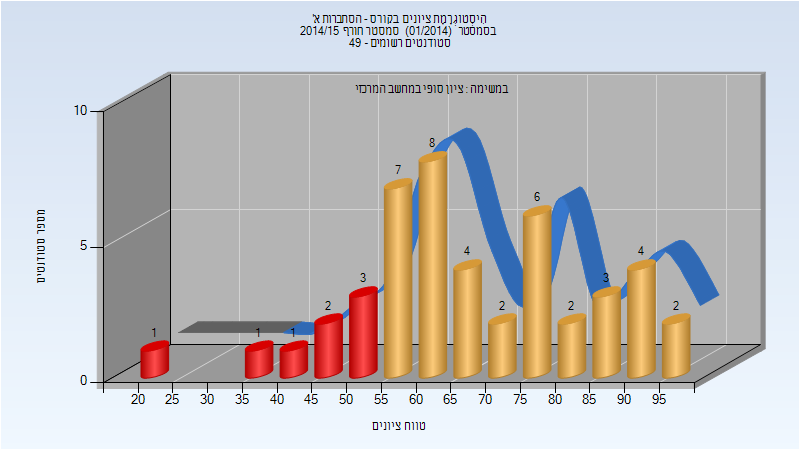 היסטוגרמת ציונים בקורס - הסתברות א'
בסמסטר (01/2014) סמסטר חורף 2014/15
סטודנטים רשומים - 49
במשימה : ציון סופי במחשב המרכזי
10
5
0
מספר סטודנטים
1
1
1
2
3
7
8
4
2
6
2
3
4
2
20 25 30 35 40 45 50 55 60 65 70 75 80 85 90 95
טווח ציונים